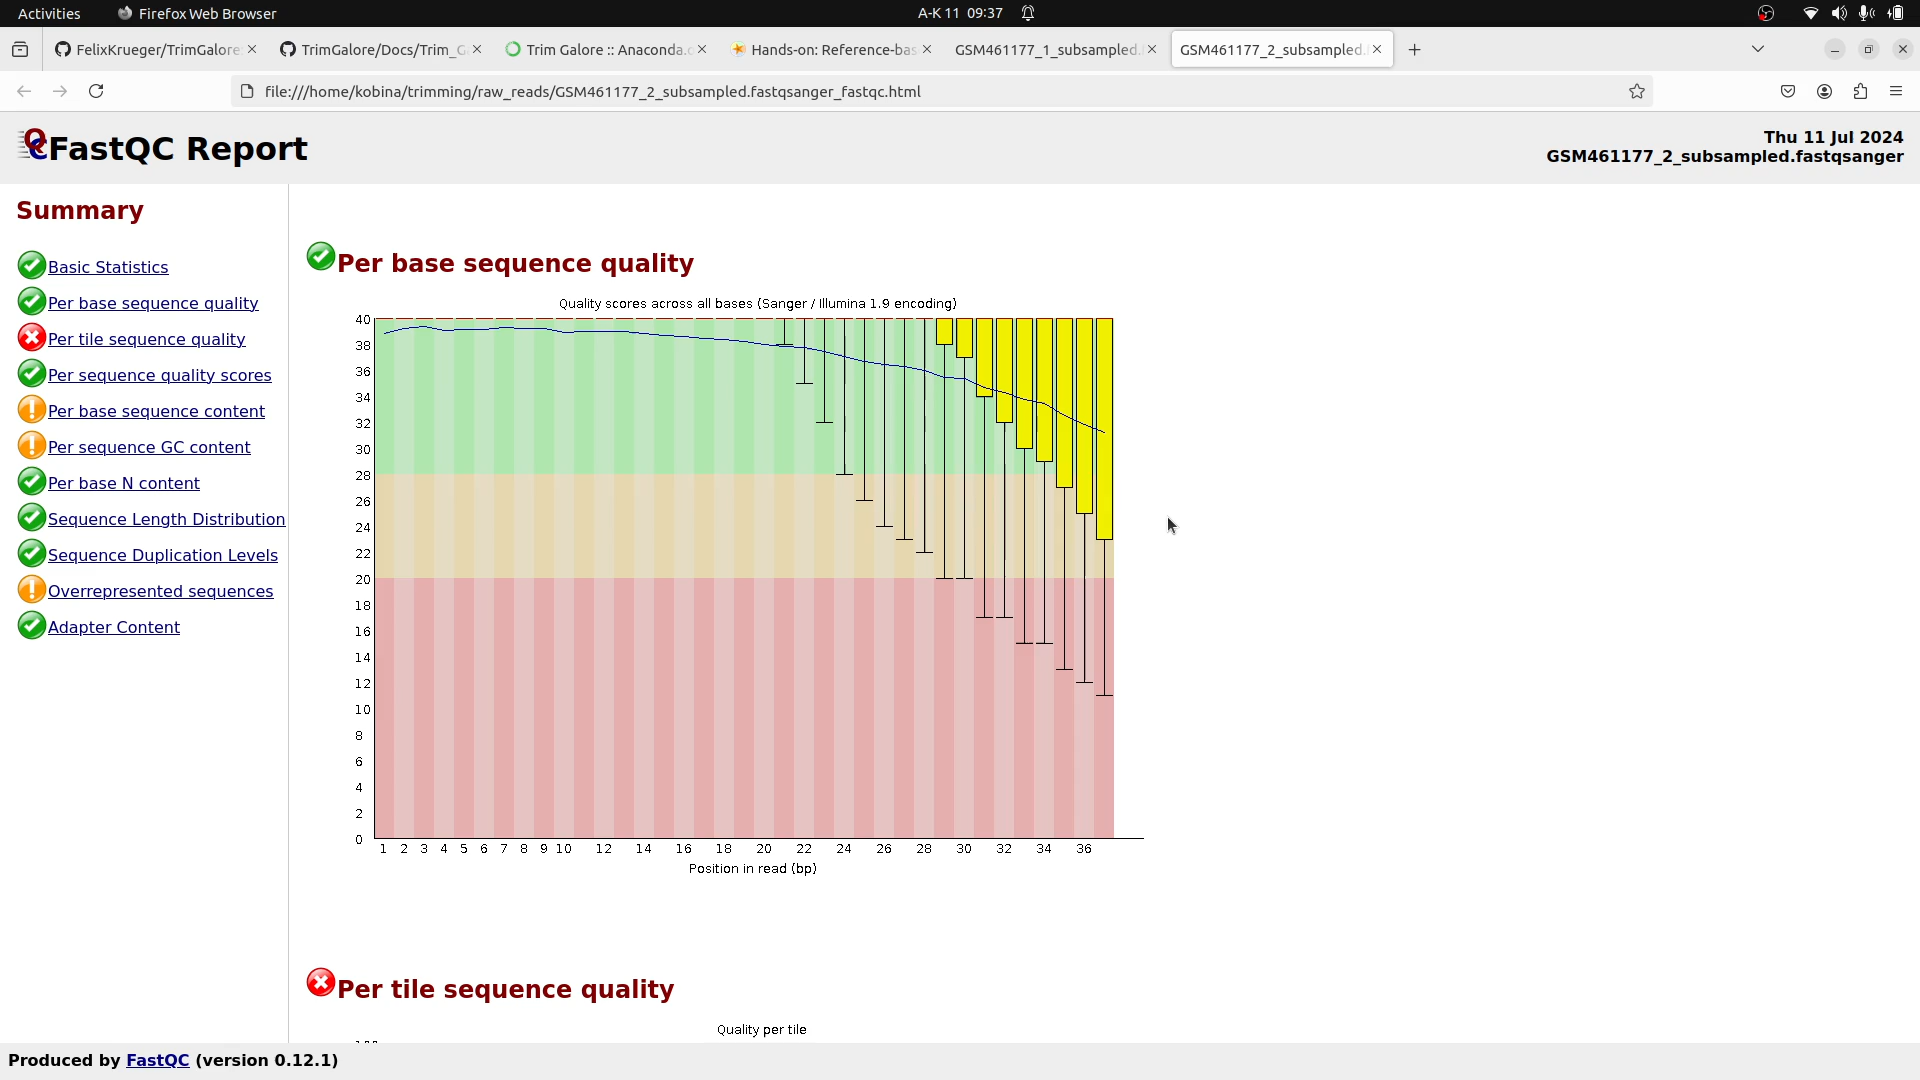 Activities
Firefox Web Browser
A-K 11 09:37
FelixKrueger/TrimGalore
TrimGalore/Docs/Trim_G
Trim Galore :: Anaconda.o
Hands-on: Reference-bas
GSM461177_1_subsampled.
GSM461177_2_subsampled.
file:///home/kobina/trimming/raw_reads/GSM461177_2_subsampled.fastqsanger_fastqc.html
FastQC Report
Thu 11 Jul 2024
GSM461177_2_subsampled.fastqsanger
Summary
Basic Statistics
Per base sequence quality
Per tile sequence quality
Per sequence quality scores
Per base sequence content
Per sequence GC content
Per base N content
Sequence Length Distribution
Sequence Duplication Levels
Overrepresented sequences
Adapter Content
Per base sequence quality
Quality scores across all bases (Sanger / Illumina 1.9 encoding)
40
38
36
34
32
30
28
26
24
22
20
18
16
14
12
10
8
6
4
2
0
1 2 3 4 5 6 7 8 9 10 12 14 16 18 20 22 24 26 28 30 32 34 36
Position in read (bp)
Per tile sequence quality
Quality per tile
Produced by FastQC (version 0.12.1)